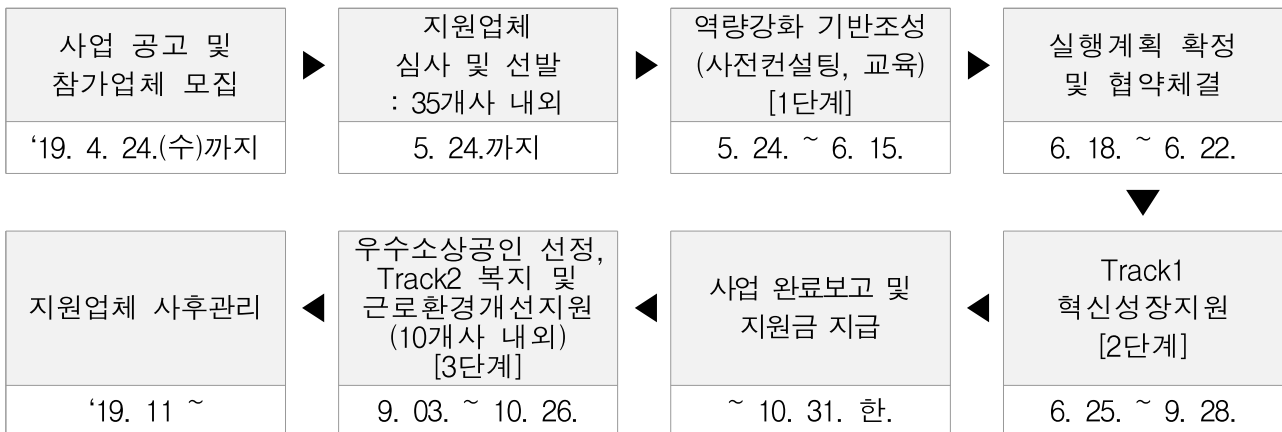 사업 공고 및
참가업체 모집
‘19. 4. 24.(수)까지
지원업체
심사 및 선발
: 35개사 내외
5. 24.까지
역량강화 기반조성
(사전컨설팅, 교육)
[1단계]
5. 24. ~ 6. 15.
실행계획 확정
및 협약체결
6. 18. ~ 6. 22.
Track1
혁신성장지원
[2단계]
6. 25. ~ 9. 28.
사업 완료보고 및
지원금 지급
~ 10. 31. 한.
우수소상공인 선정,
Track2 복지 및
근로환경개선지원
(10개사 내외)
[3단계]
9. 03. ~ 10. 26.
지원업체 사후관리
‘19. 11 ~